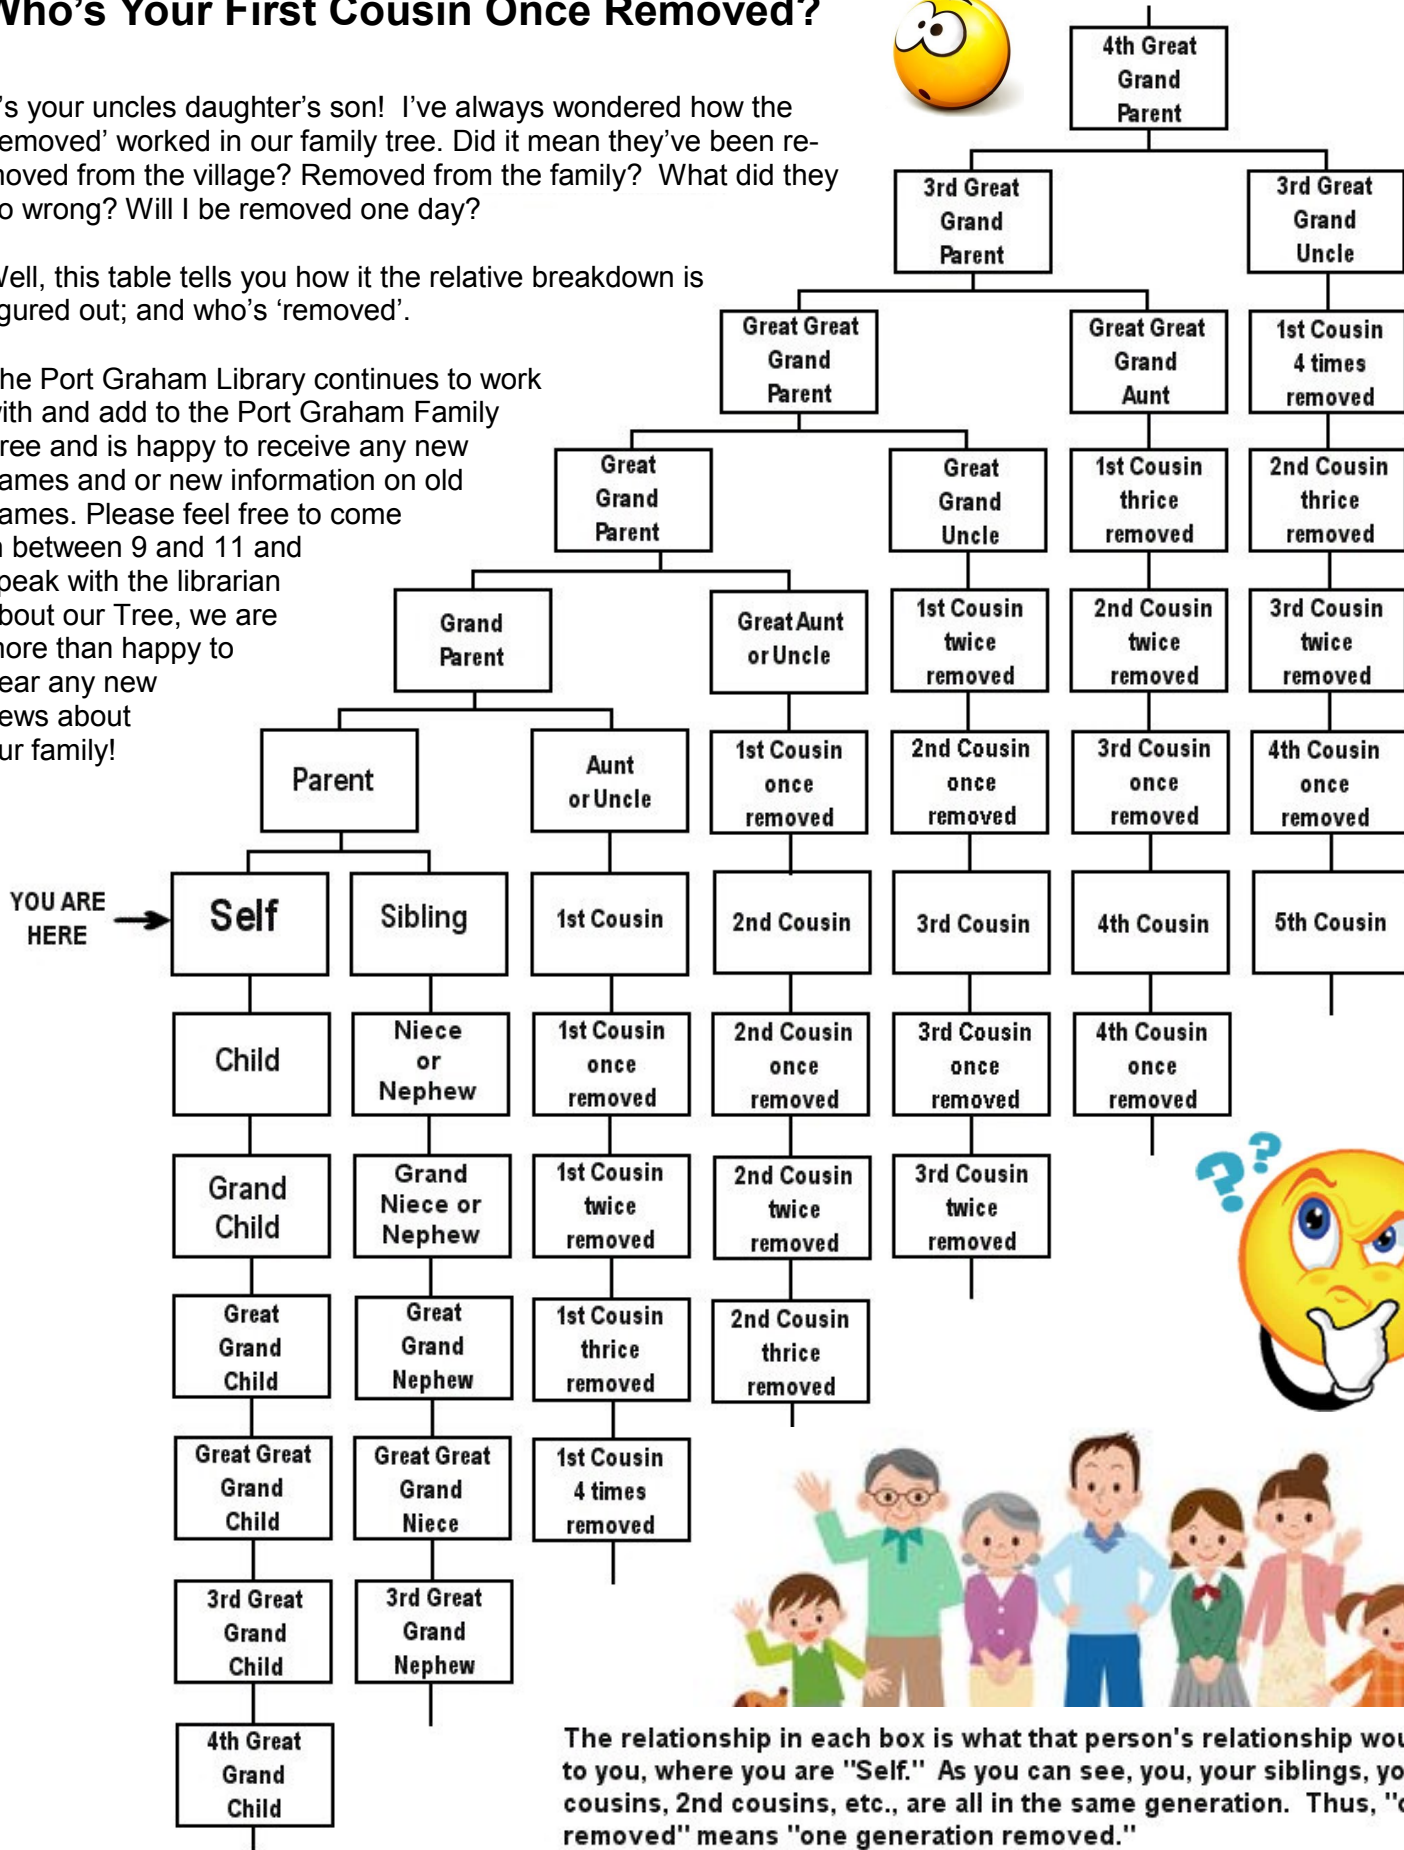 Who's Your First Cousin Once Removed?
's your uncles daughter's son!  I've always wondered how the
emoved' worked in our family tree. Did it mean they've been re-
moved from the village? Removed from the family?  What did they
o wrong? Will I be removed one day?
Well, this table tells you how it the relative breakdown is
gured out; and who's 'removed'.
he Port Graham Library continues to work
with and add to the Port Graham Family
ree and is happy to receive any new
ames and or new information on old
ames. Please feel free to come
n between 9 and 11 and
peak with the librarian
bout our Tree, we are
more than happy to
ear any new
ews about
ur family!
4th Great
Grand
Parent
3rd Great
Grand
Parent
3rd Great
Grand
Uncle
Great Great
Grand
Parent
Great Great
Grand
Aunt
1st Cousin
4 times
removed
Great
Grand
Parent
Great
Grand
Uncle
1st Cousin
thrice
removed
2nd Cousin
thrice
removed
Grand
Parent
Great Aunt
or Uncle
1st Cousin
twice
removed
2nd Cousin
twice
removed
3rd Cousin
twice
removed
Parent
Aunt
or Uncle
1st Cousin
once
removed
2nd Cousin
once
removed
3rd Cousin
once
removed
4th Cousin
once
removed
YOU ARE
HERE
Self
Sibling
1st Cousin
2nd Cousin
3rd Cousin
4th Cousin
5th Cousin
Child
Niece
or
Nephew
1st Cousin
once
removed
2nd Cousin
once
removed
3rd Cousin
once
removed
4th Cousin
once
removed
Grand
Child
Grand
Niece or
Nephew
1st Cousin
twice
removed
2nd Cousin
twice
removed
3rd Cousin
twice
removed
? ?
Great
Grand
Child
Great
Grand
Nephew
1st Cousin
thrice
removed
2nd Cousin
thrice
removed
Great Great
Grand
Child
Great Great
Grand
Niece
1st Cousin
4 times
removed
3rd Great
Grand
Child
3rd Great
Grand
Nephew
4th Great
Grand
Child
The relationship in each box is what that person's relationship wou
to you, where you are "Self." As you can see, you, your siblings, yo
cousins, 2nd cousins, etc., are all in the same generation. Thus, "o
removed" means "one generation removed."